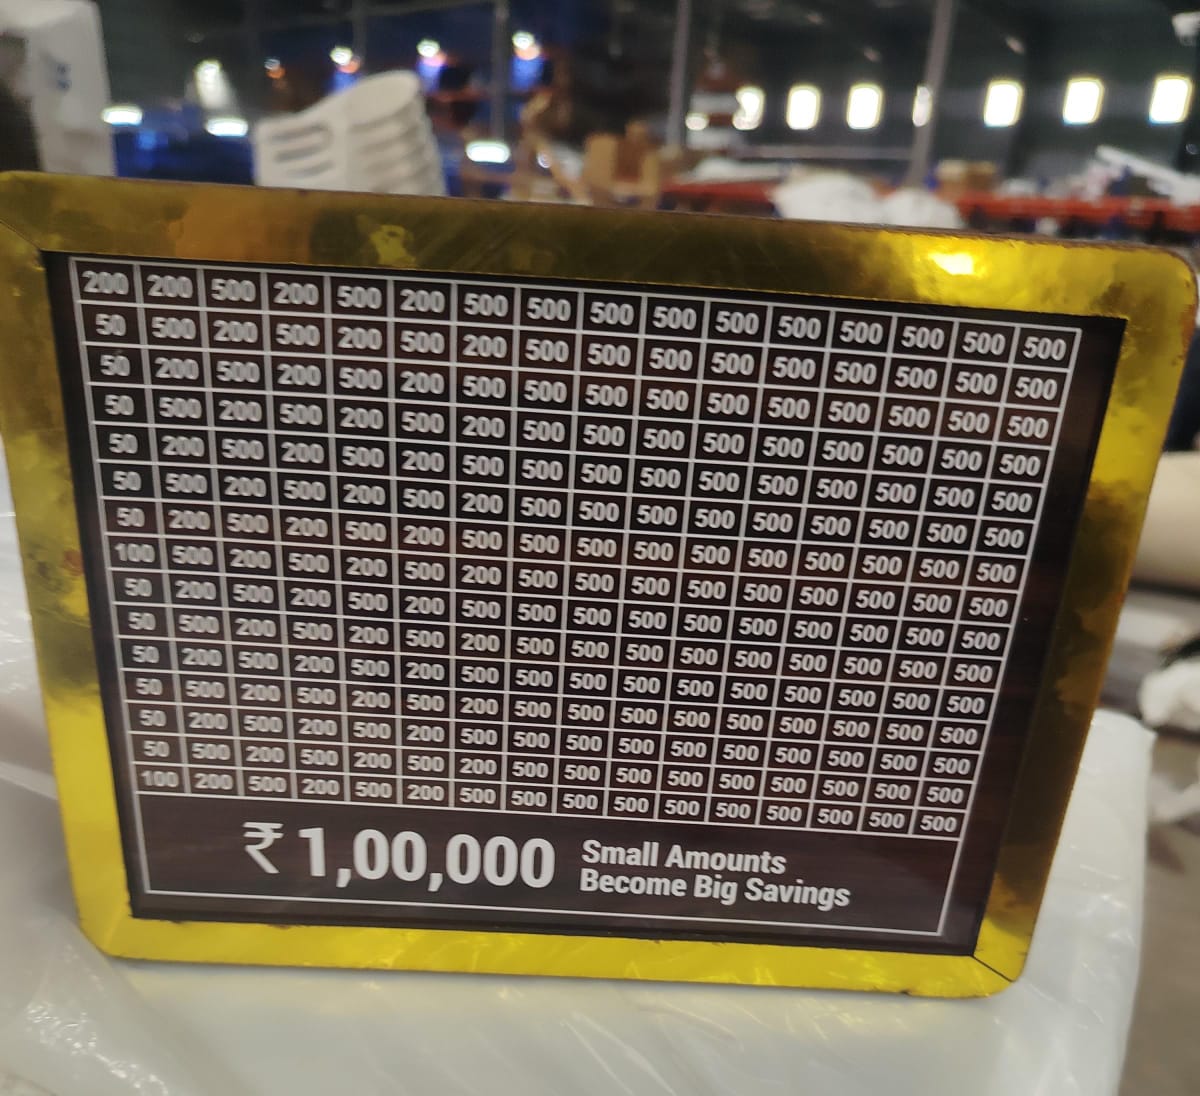 200 200 500 200 500 200 500 500 500 500 500 500 500 500 500 500
50 500 200 500 200 500 200 500 500 500 500 500 500 500 500 500
50 200 500 200 500 200 500 500 500 500 500 500 500 500 500 500
50 500 200 500 200 500 200 500 500 500 500 500 500 500 500 500
50 200 500 200 500 200 500 500 500 500 500 500 500 500 500 500
50 500 200 500 200 500 200 500 500 500 500 500 500 500 500 500
50 200 500 200 500 200 500 500 500 500 500 500 500 500 500 500
100 500 200 500 200 500 200 500 500 500 500 500 500 500 500 500
50 200 500 200 500 200 500 500 500 500 500 500 500 500 500 500
50 500 200 500 200 500 200 500 500 500 500 500 500 500 500 500
50 200 500 200 500 200 500 500 500 500 500 500 500 500 500 500
50 500 200 500 200 500 200 500 500 500 500 500 500 500 500 500
50 200 500 200 500 200 500 500 500 500 500 500 500 500 500 500
50 500 200 500 200 500 200 500 500 500 500 500 500 500 500 500
100 200 500 200 500 200 500 500 500 500 500 500 500 500 500 500
₹ 1,00,000
Small Amounts
Become Big Savings